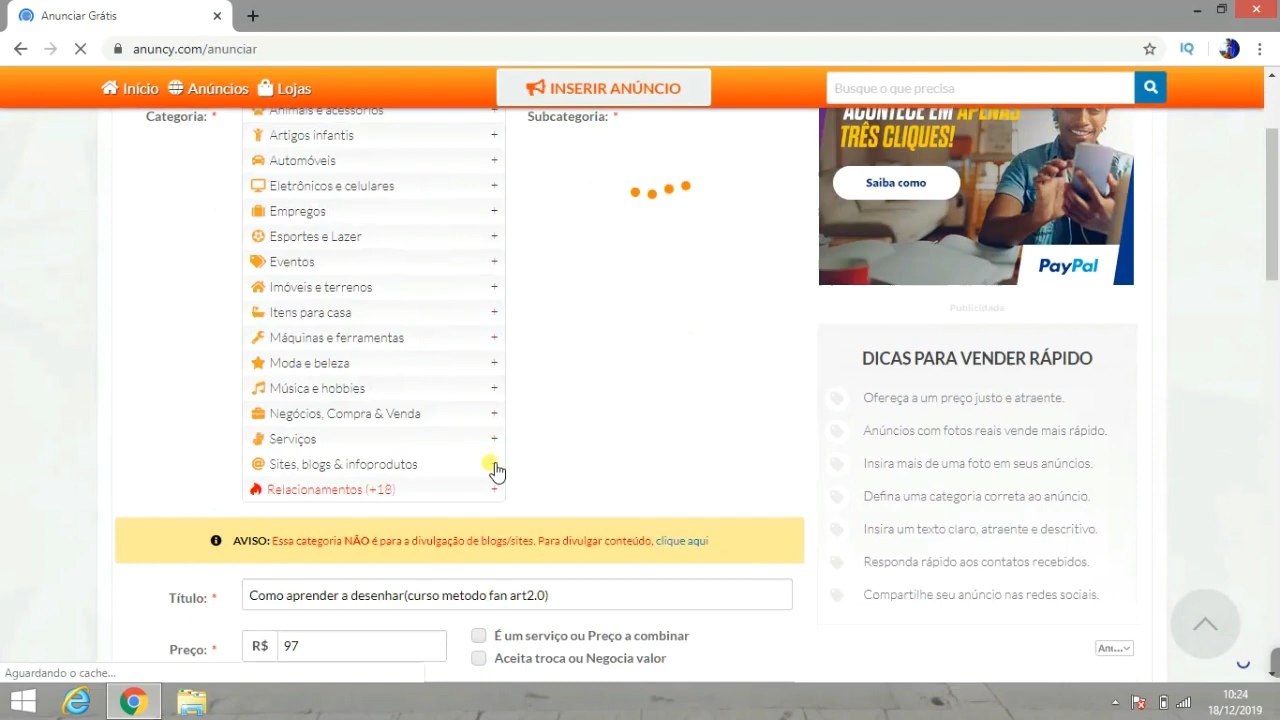 Anunciar Grátis
anuncy.com/anunciar
Início
Anúncios
Lojas
INSERIR ANÚNCIO
Busque o que precisa
Categoria: *
Subcategoria: *
Animais e acessórios
Artigos infantis
Automóveis
Eletrônicos e celulares
Empregos
Esportes e Lazer
Eventos
Imóveis e terrenos
Itens para casa
Máquinas e ferramentas
Moda e beleza
Música e hobbies
Negócios, Compra & Venda
Serviços
Sites, blogs & infoprodutos
Relacionamentos (+18)
AVISO: Essa categoria NÃO é para a divulgação de blogs/sites. Para divulgar conteúdo, clique aqui
Título: *
Como aprender a desenhar(curso metodo fan art2.0)
Preço: *
R$ 97
É um serviço ou Preço a combinar
Aceita troca ou Negocia valor
ACONTECE EM APENAS
TRÊS CLIQUES!
Saiba como
PayPal
Publicidade
DICAS PARA VENDER RÁPIDO
Ofereça a um preço justo e atraente.
Anúncios com fotos reais vende mais rápido.
Insira mais de uma foto em seus anúncios.
Defina uma categoria correta ao anúncio.
Insira um texto claro, atraente e descritivo.
Responda rápido aos contatos recebidos.
Compartilhe seu anúncio nas redes sociais.
Anu...
Aguardando o cache...
IQ
10:24
18/12/2019